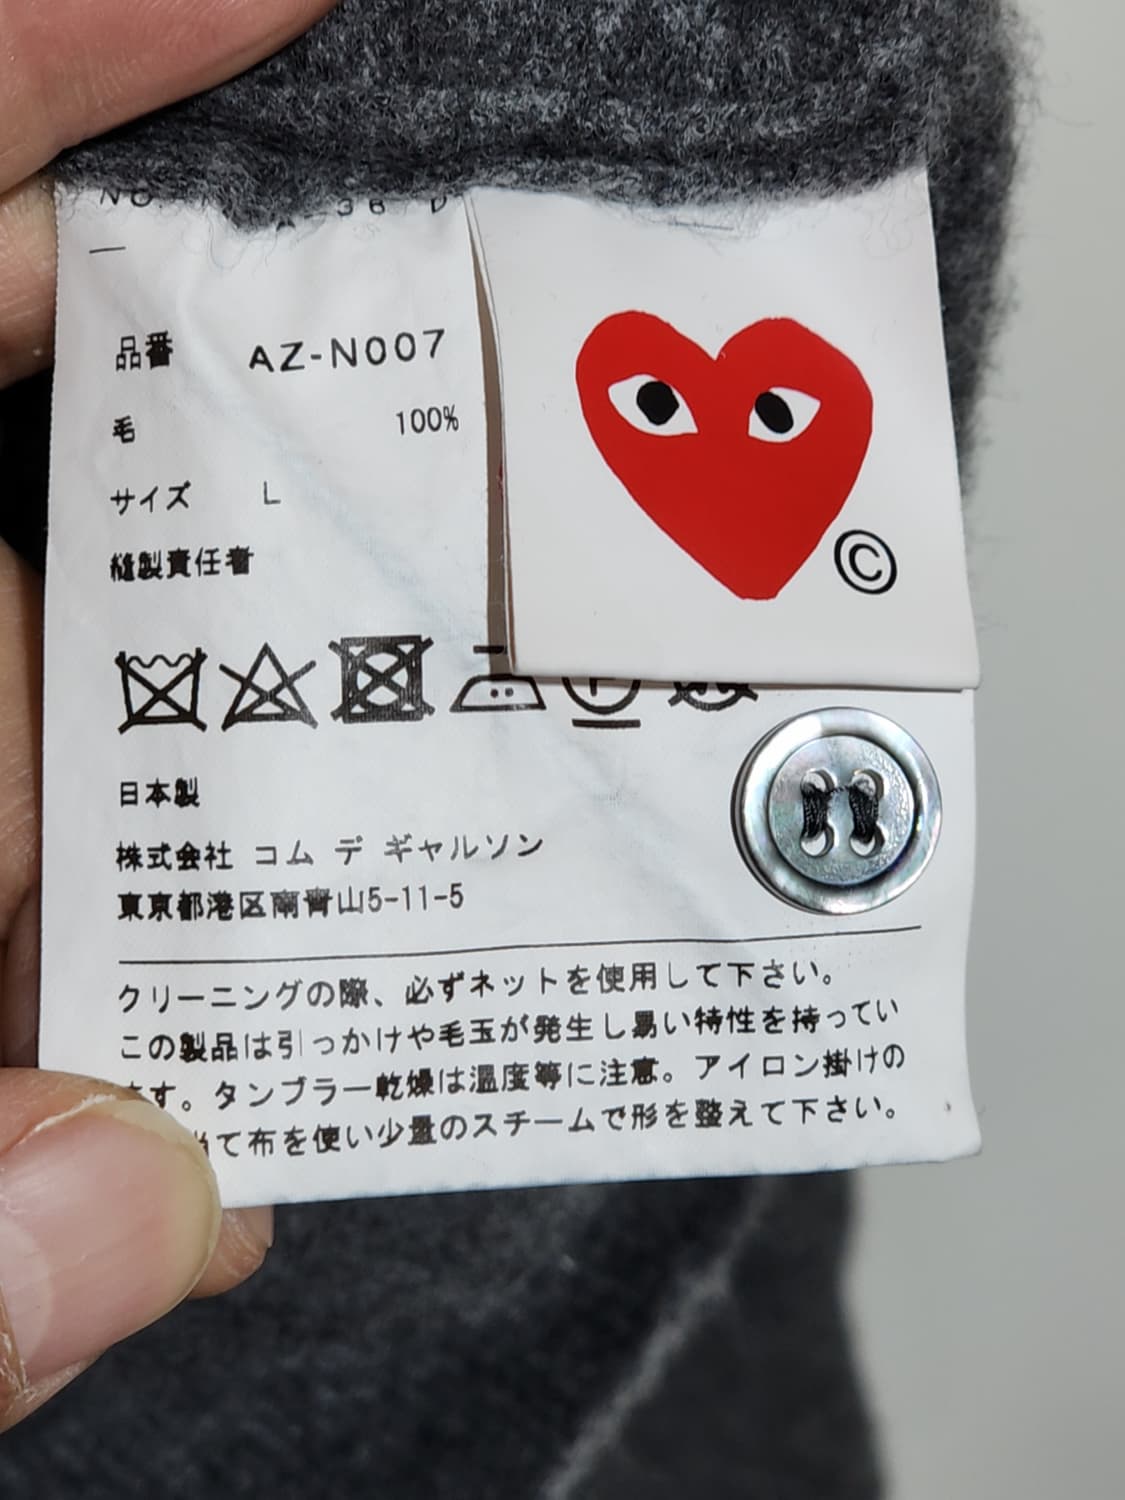 品番 AZ-N007
毛 100%
サイズ L
縫製責任者
日本製
株式会社 コム デ ギャルソン
東京都港区南青山5-11-5
クリーニングの際、必ずネットを使用して下さい。
この製品は引っかけや毛玉が発生し易い特性を持ってい
す。タンブラー乾燥は温度等に注意。アイロン掛けの
当て布を使い少量のスチームで形を整えて下さい。
©